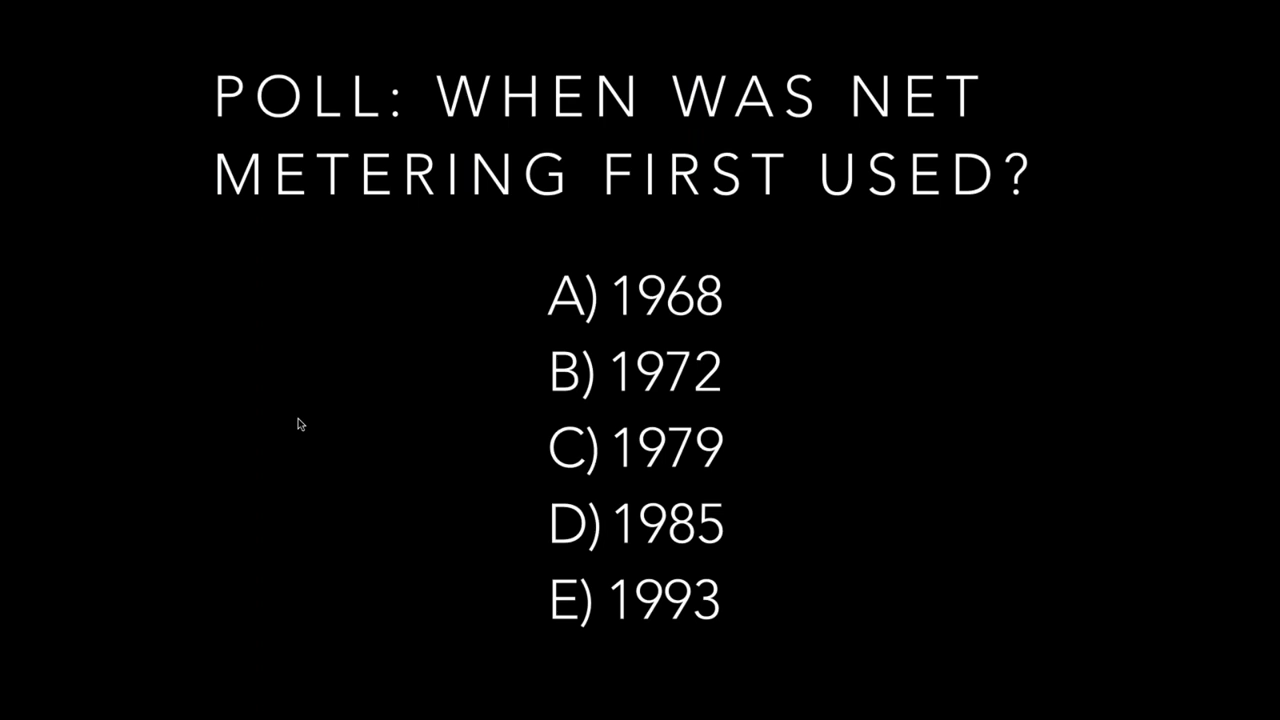 POLL: WHEN WAS NET
METERING FIRST USED?
A) 1968
B) 1972
C) 1979
D) 1985
E) 1993